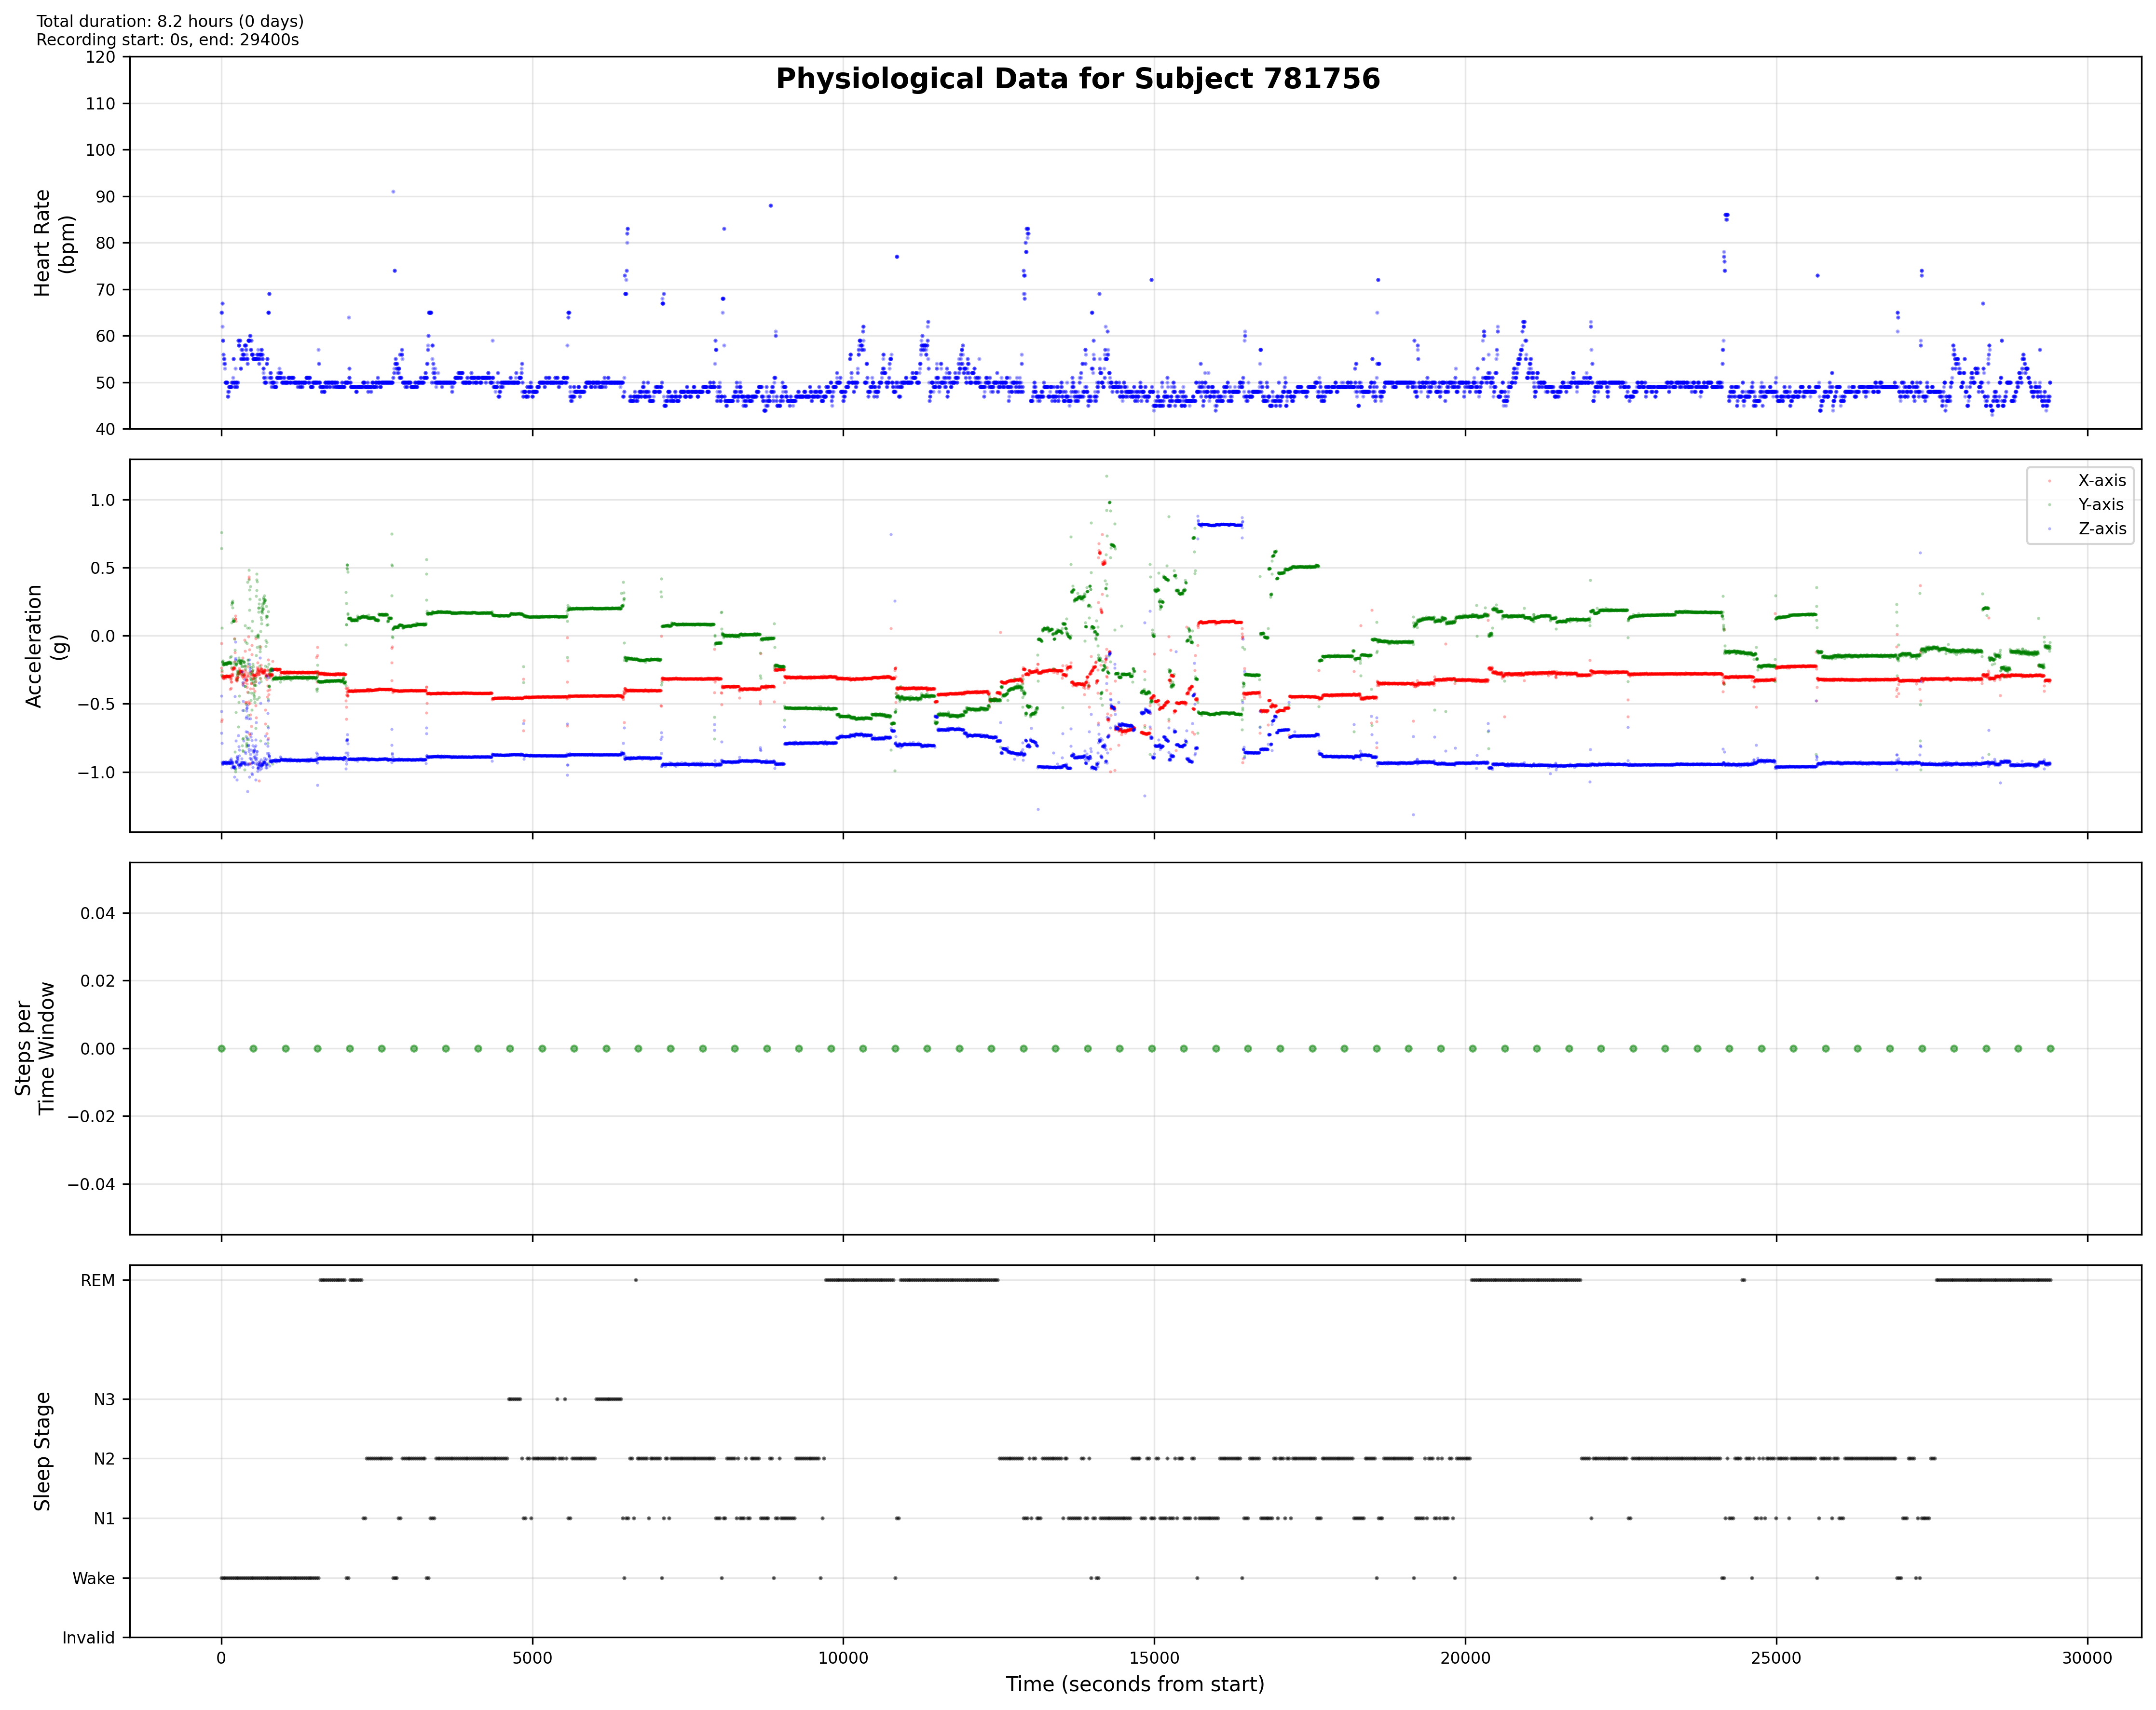 Total duration: 8.2 hours (0 days)
Recording start: 0s, end: 29400s
Physiological Data for Subject 781756
120
110
100
90
80
70
60
50
40
Heart Rate
(bpm)
X-axis
Y-axis
Z-axis
1.0
0.5
0.0
−0.5
−1.0
Acceleration
(g)
0.04
0.02
0.00
−0.02
−0.04
Steps per
Time Window
REM
N3
N2
N1
Wake
Invalid
Sleep Stage
0
5000
10000
15000
20000
25000
30000
Time (seconds from start)